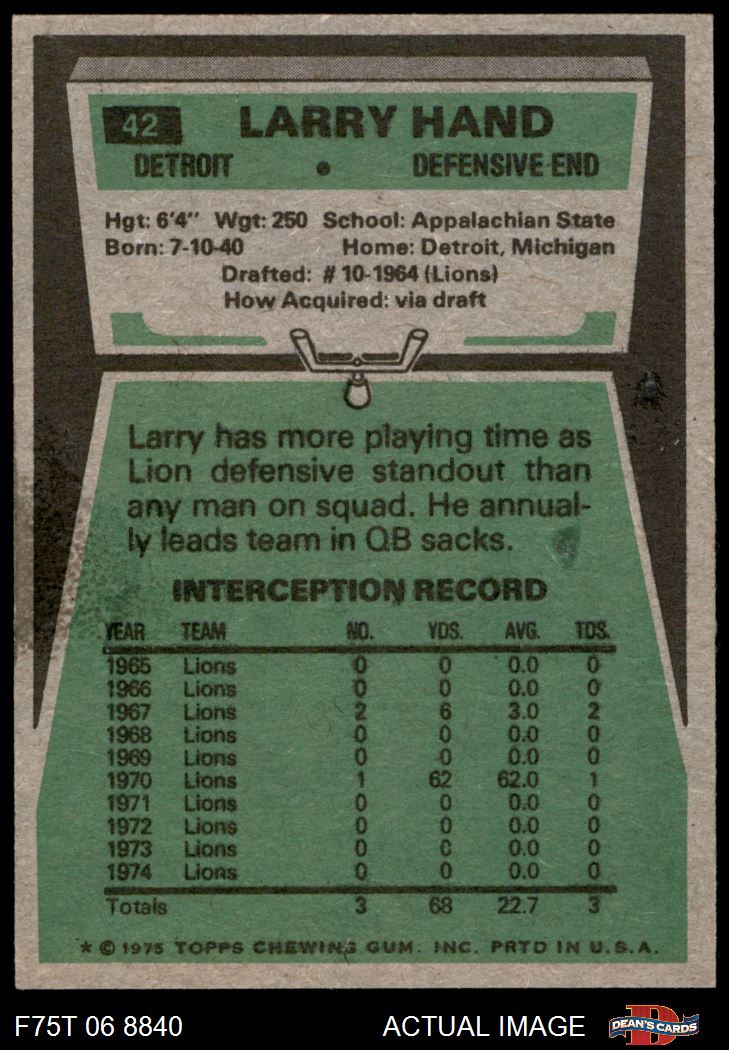 42 LARRY HAND
DETROIT • DEFENSIVE END
Hgt: 6'4" Wgt: 250 School: Appalachian State
Born: 7-10-40 Home: Detroit, Michigan
Drafted: #10-1964 (Lions)
How Acquired: via draft
Larry has more playing time as
Lion defensive standout than
any man on squad. He annual-
ly leads team in QB sacks.
INTERCEPTION RECORD
YEAR TEAM NO. YDS. AVG. TDS.
1965 Lions 0 0 0.0 0
1966 Lions 0 0 0.0 0
1967 Lions 2 6 3.0 2
1968 Lions 0 0 0.0 0
1969 Lions 0 0 0.0 0
1970 Lions 1 62 62.0 1
1971 Lions 0 0 0.0 0
1972 Lions 0 0 0.0 0
1973 Lions 0 0 0.0 0
1974 Lions 0 0 0.0 0
Totals 3 68 22.7 3
* © 1975 TOPPS CHEWING GUM. INC. PRTD IN U.S.A.
F75T 06 8840 ACTUAL IMAGE D DEAN'S CARDS